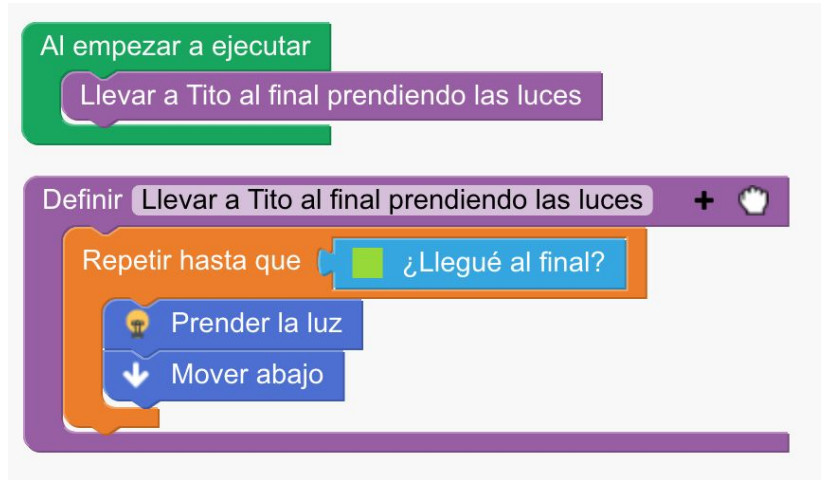 Al empezar a ejecutar
Llevar a Tito al final prendiendo las luces
Definir Llevar a Tito al final prendiendo las luces +
Repetir hasta que ¿Llegué al final?
Prender la luz
Mover abajo